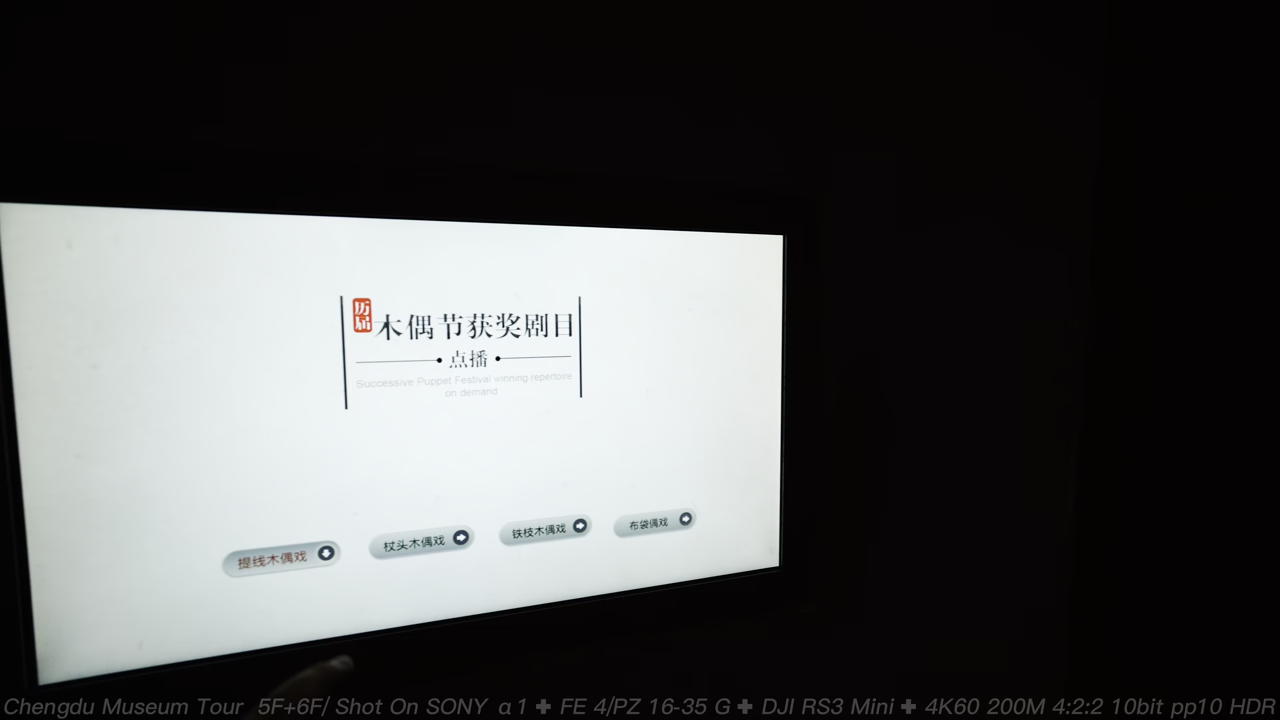 历届
木偶节获奖剧目
点播
Successive Puppet Festival winning repertoire
on demand
提线木偶戏
杖头木偶戏
铁枝木偶戏
布袋偶戏
Chengdu Museum Tour 5F+6F/ Shot On SONY α1 ✚ FE 4/PZ 16-35 G ✚ DJI RS3 Mini ✚ 4K60 200M 4:2:2 10bit pp10 HDR